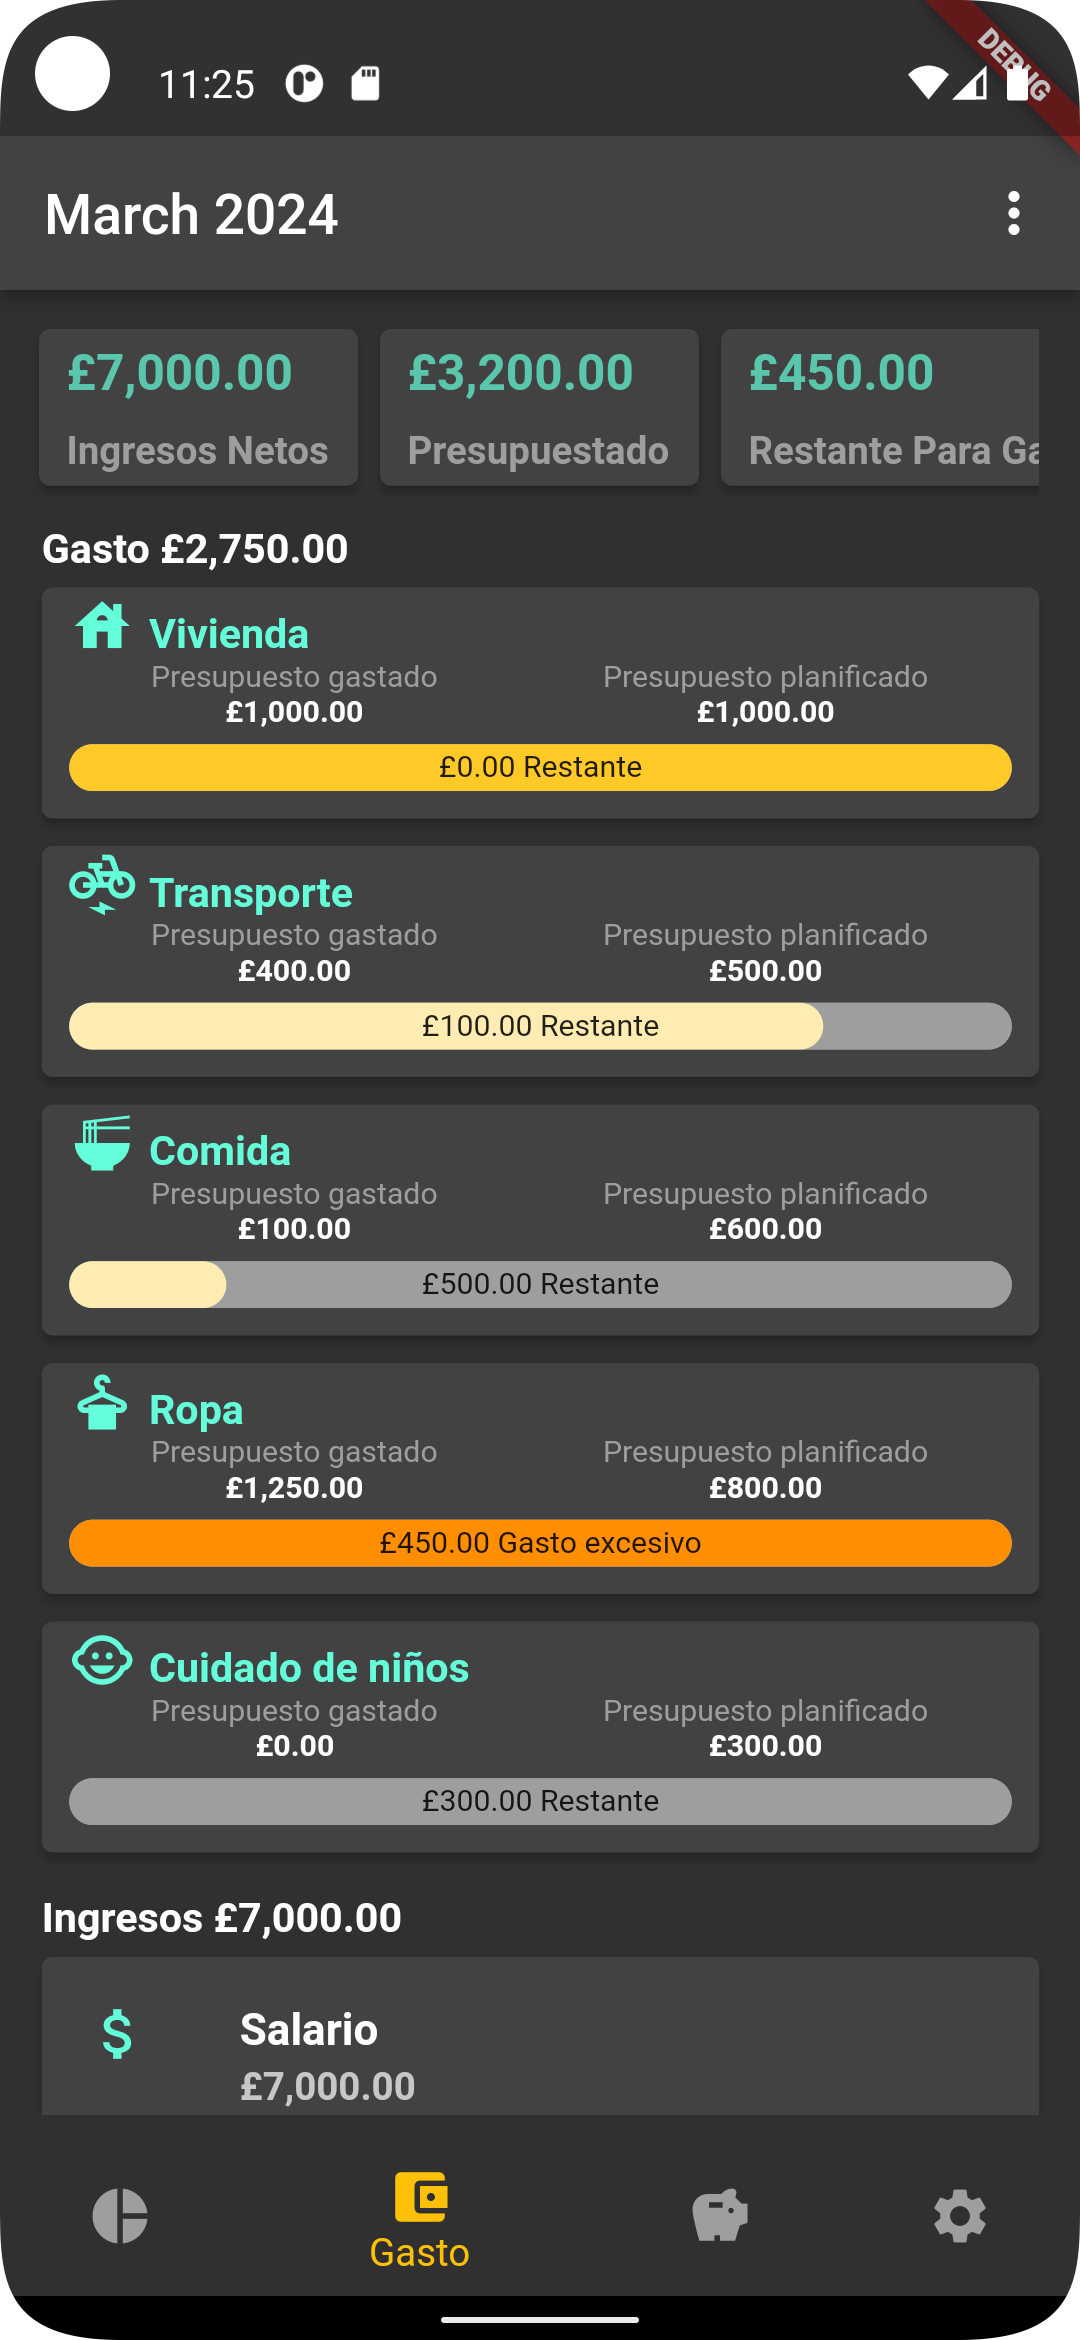 11:25
DEBUG
March 2024
£7,000.00
Ingresos Netos
£3,200.00
Presupuestado
£450.00
Restante Para Ga
Gasto £2,750.00
Vivienda
Presupuesto gastado
£1,000.00
Presupuesto planificado
£1,000.00
£0.00 Restante
Transporte
Presupuesto gastado
£400.00
Presupuesto planificado
£500.00
£100.00 Restante
Comida
Presupuesto gastado
£100.00
Presupuesto planificado
£600.00
£500.00 Restante
Ropa
Presupuesto gastado
£1,250.00
Presupuesto planificado
£800.00
£450.00 Gasto excesivo
Cuidado de niños
Presupuesto gastado
£0.00
Presupuesto planificado
£300.00
£300.00 Restante
Ingresos £7,000.00
$
Salario
£7,000.00
Gasto